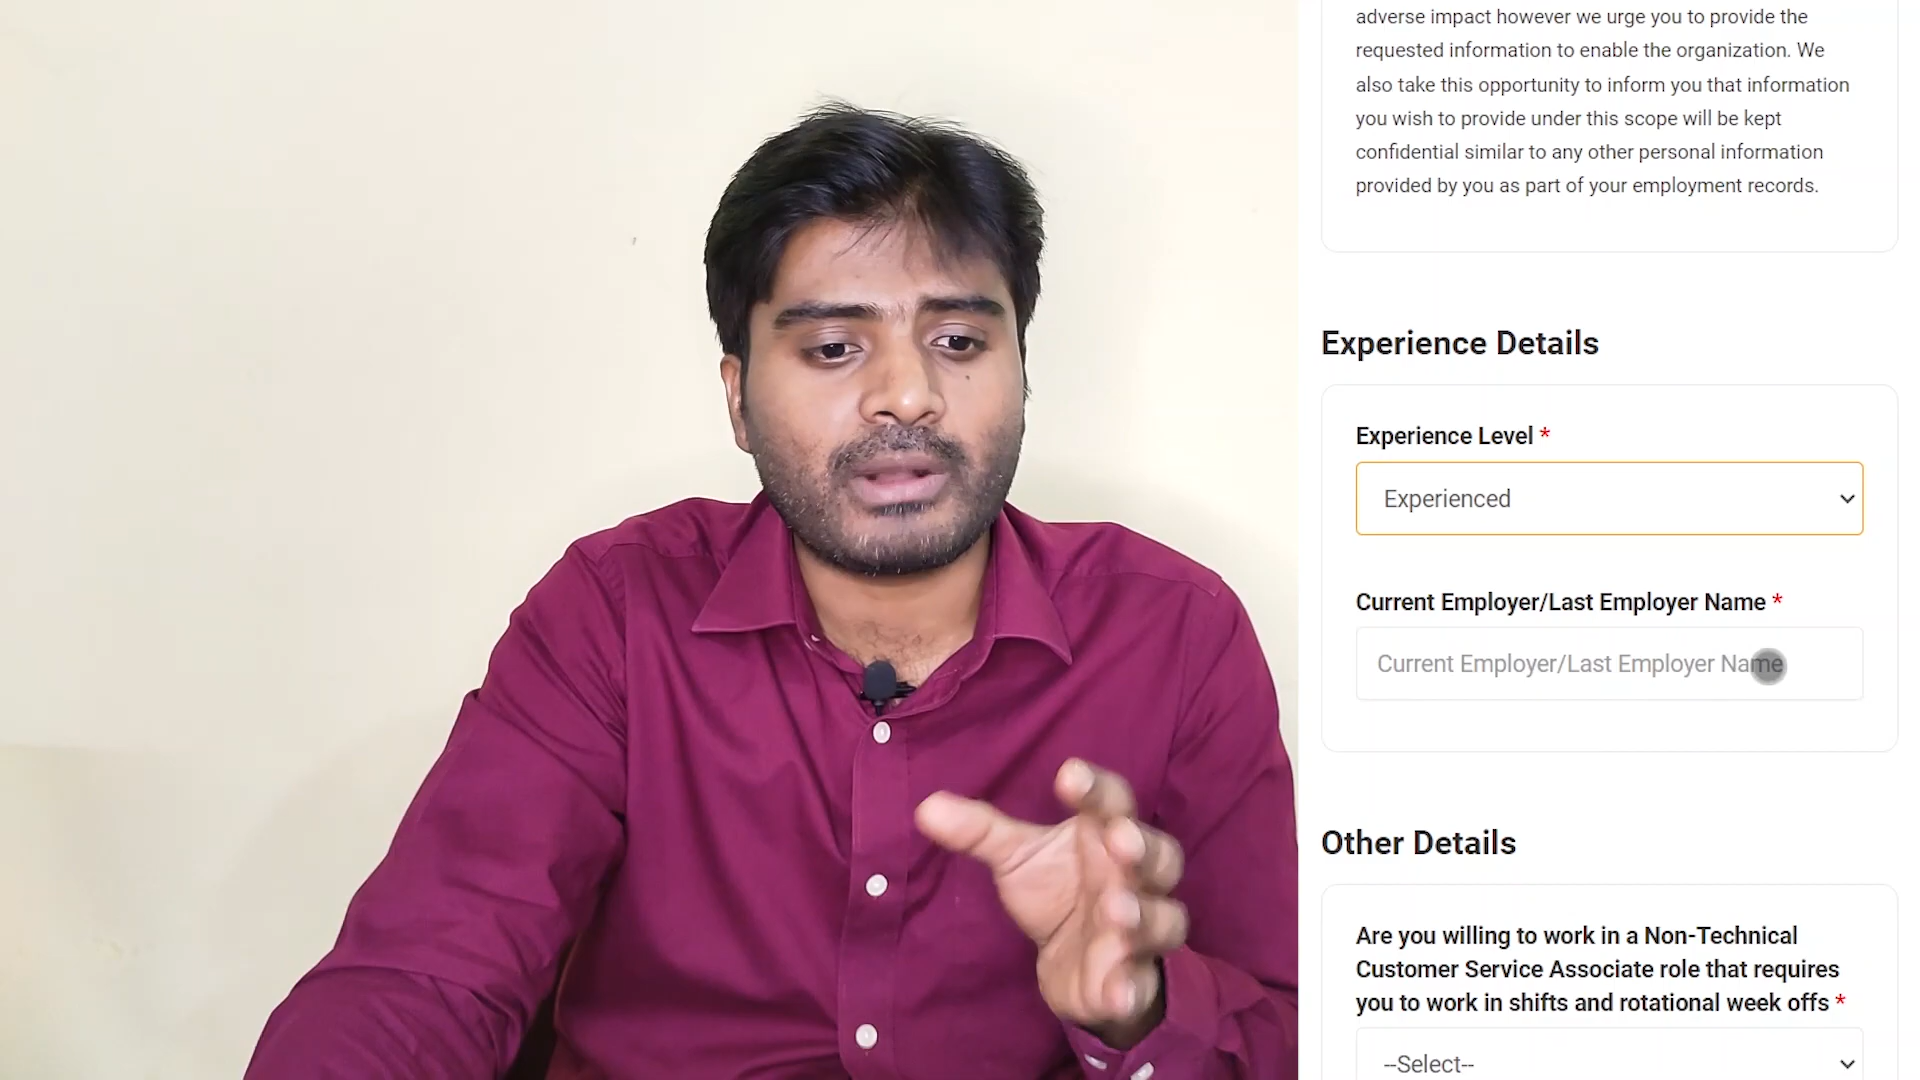 adverse impact however we urge you to provide the
requested information to enable the organization. We
also take this opportunity to inform you that information
you wish to provide under this scope will be kept
confidential similar to any other personal information
provided by you as part of your employment records.
Experience Details
Experience Level *
Experienced
Current Employer/Last Employer Name *
Current Employer/Last Employer Name
Other Details
Are you willing to work in a Non-Technical
Customer Service Associate role that requires
you to work in shifts and rotational week offs *
--Select--